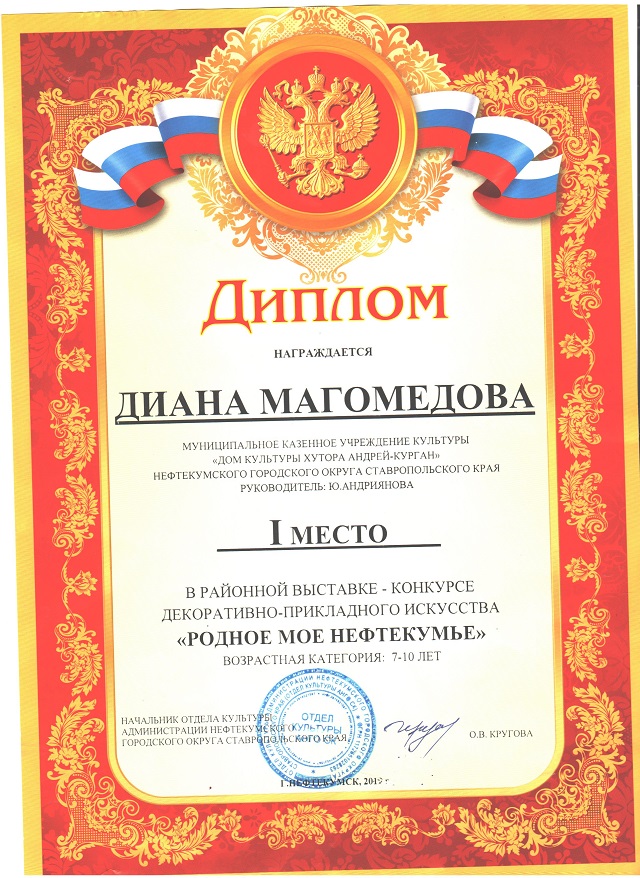 Диплом
НАГРАЖДАЕТСЯ
ДИАНА МАГОМЕДОВА
МУНИЦИПАЛЬНОЕ КАЗЕННОЕ УЧРЕЖДЕНИЕ КУЛЬТУРЫ
«ДОМ КУЛЬТУРЫ ХУТОРА АНДРЕЙ-КУРГАН»
НЕФТЕКУМСКОГО ГОРОДСКОГО ОКРУГА СТАВРОПОЛЬСКОГО КРАЯ
РУКОВОДИТЕЛЬ: Ю.АНДРИЯНОВА
I МЕСТО
В РАЙОННОЙ ВЫСТАВКЕ - КОНКУРСЕ
ДЕКОРАТИВНО-ПРИКЛАДНОГО ИСКУССТВА
«РОДНОЕ МОЕ НЕФТЕКУМЬЕ»
ВОЗРАСТНАЯ КАТЕГОРИЯ: 7-10 ЛЕТ
НАЧАЛЬНИК ОТДЕЛА КУЛЬТУРЫ
АДМИНИСТРАЦИИ НЕФТЕКУМСКОГО
ГОРОДСКОГО ОКРУГА СТАВРОПОЛЬСКОГО КРАЯ
О.В. КРУГОВА
ОТДЕЛ
КУЛЬТУРЫ
Г.НЕФТЕКУМСК, 2019 г.